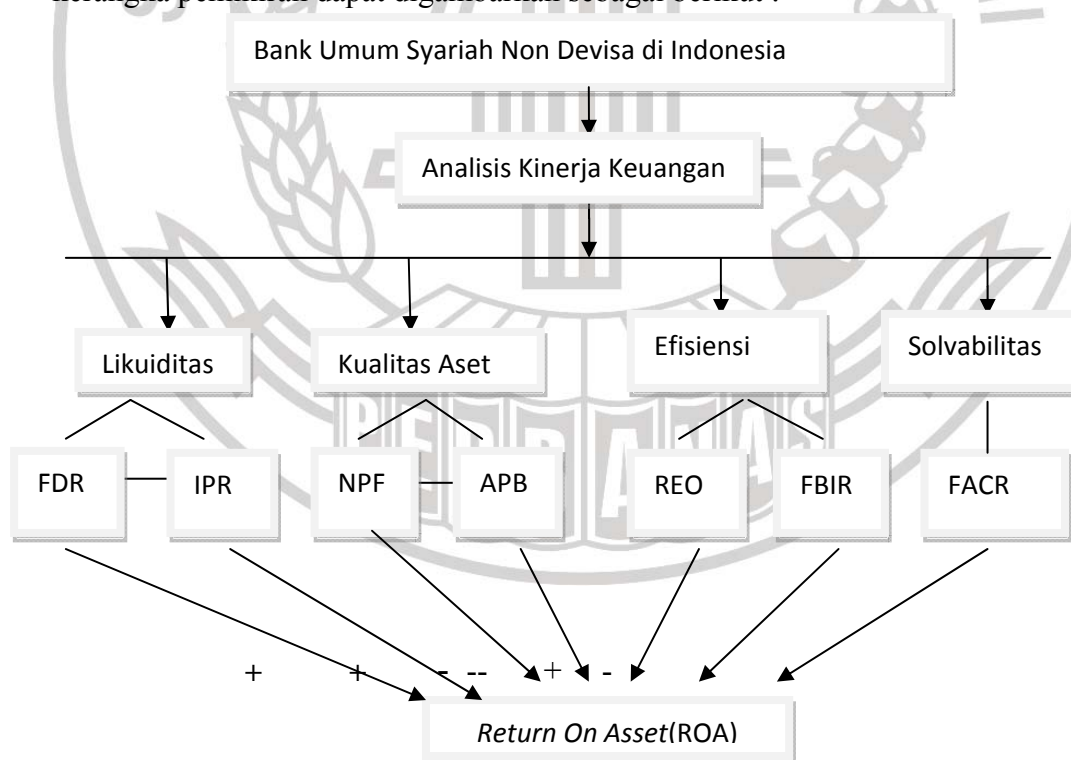 kerangka pemikiran dapat digambarkan sebagai berikut :
Bank Umum Syariah Non Devisa di Indonesia
Analisis Kinerja Keuangan
Likuiditas
Kualitas Aset
Efisiensi
Solvabilitas
PERBANAS
FDR
IPR
NPF
APB
REO
FBIR
FACR
+ + - -- + -
Return On Asset(ROA)